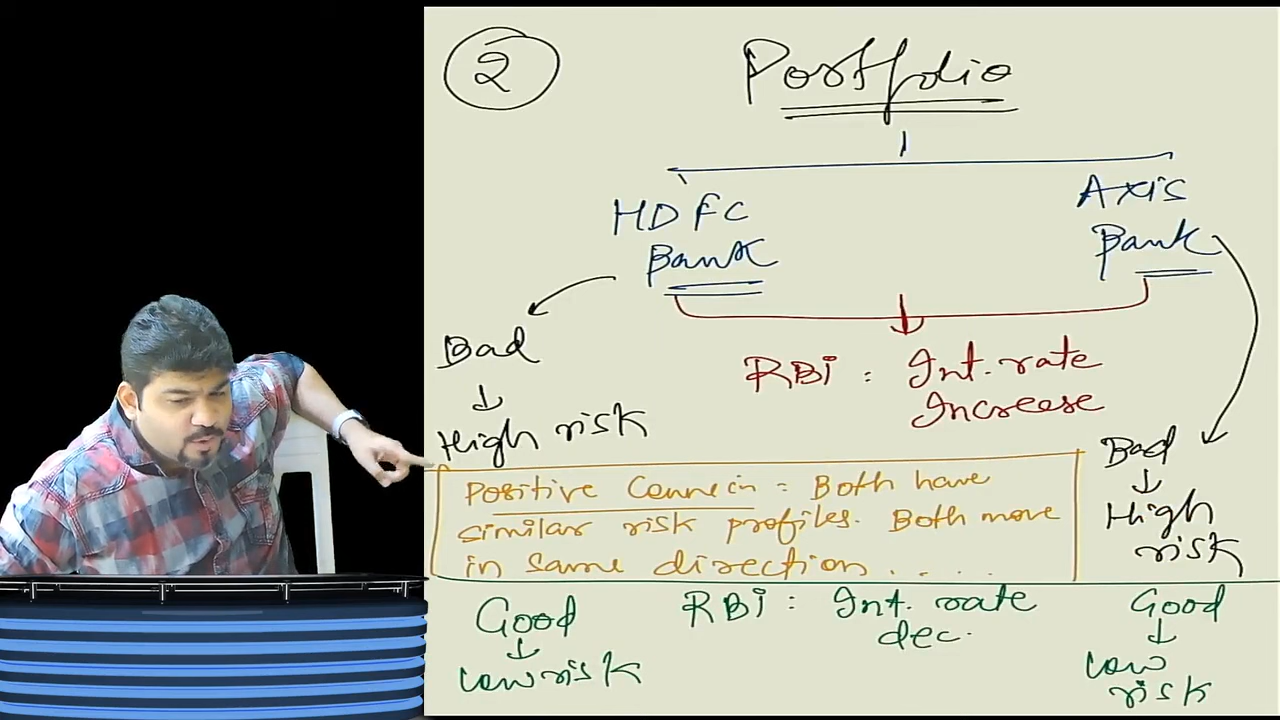 2
Portfolio
HDFC
Bank
Axis
Bank
Bad
High risk
RBI : Int. rate
Increase
Bad
High
risk
Positive Connecn = Both have
similar risk profiles. Both move
in same direction . . . .
Good
Low risk
RBI : Int. rate
dec.
Good
Low
risk